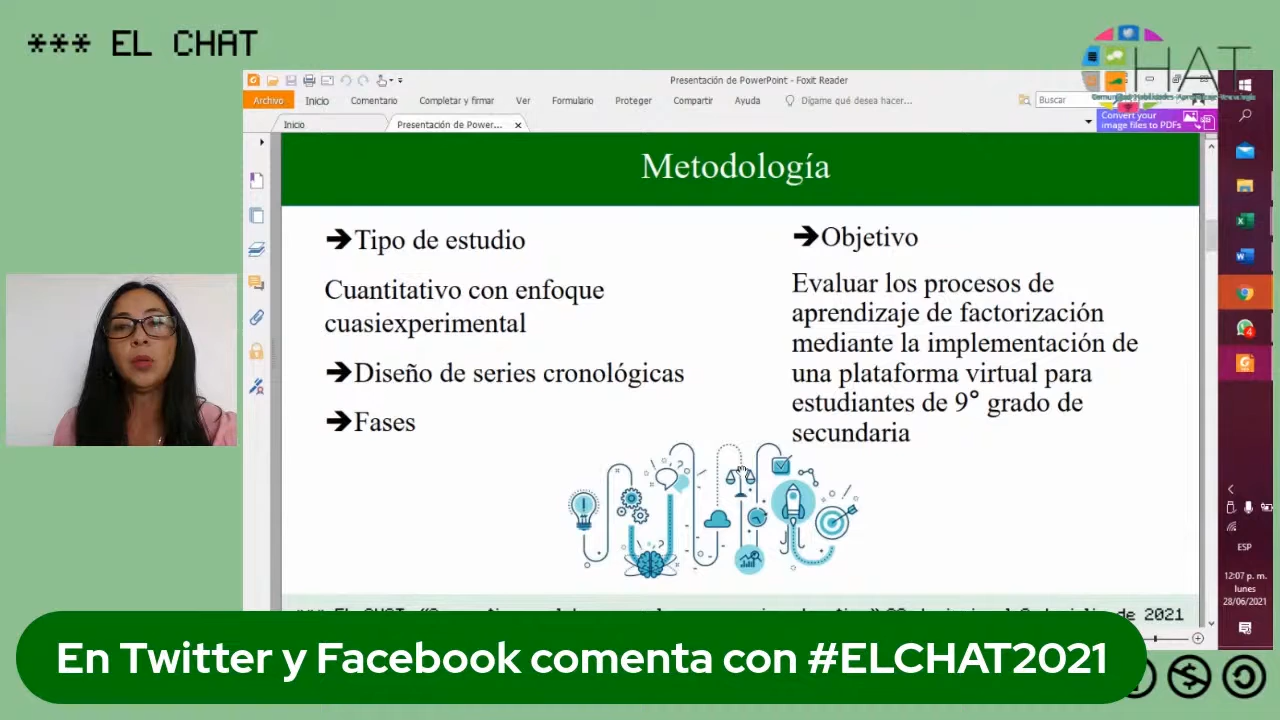 *** EL CHAT
CHAT
Presentación de PowerPoint - Foxit Reader
Archivo Inicio Comentario Completar y firmar Ver Formulario Proteger Compartir Ayuda Dígame qué desea hacer... Buscar
Inicio Presentación de Power... ×
Convert your
image files to PDFs
Metodología
➔Tipo de estudio
Cuantitativo con enfoque
cuasiexperimental
➔Diseño de series cronológicas
➔Fases
➔Objetivo
Evaluar los procesos de
aprendizaje de factorización
mediante la implementación de
una plataforma virtual para
estudiantes de 9° grado de
secundaria
de 2021
ESP
12:07 p. m.
lunes
28/06/2021
En Twitter y Facebook comenta con #ELCHAT2021